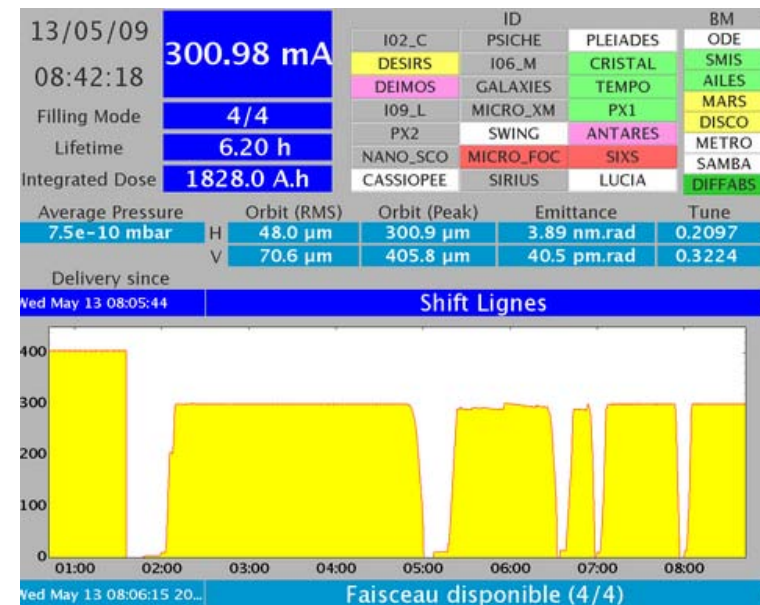 13/05/09
08:42:18
300.98 mA
Filling Mode 4/4
Lifetime 6.20 h
Integrated Dose 1828.0 A.h
ID BM
I02_C PSICHE PLEIADES ODE
DESIRS I06_M CRISTAL SMIS
DEIMOS GALAXIES TEMPO AILES
I09_L MICRO_XM PX1 MARS
PX2 SWING ANTARES DISCO
NANO_SCO MICRO_FOC SIXS METRO
CASSIOPEE SIRIUS LUCIA SAMBA
DIFFABS
Average Pressure Orbit (RMS) Orbit (Peak) Emittance Tune
7.5e-10 mbar H 48.0 µm 300.9 µm 3.89 nm.rad 0.2097
V 70.6 µm 405.8 µm 40.5 pm.rad 0.3224
Delivery since
Wed May 13 08:05:44 Shift Lignes
400
300
200
100
0
01:00 02:00 03:00 04:00 05:00 06:00 07:00 08:00
Wed May 13 08:06:15 20... Faisceau disponible (4/4)